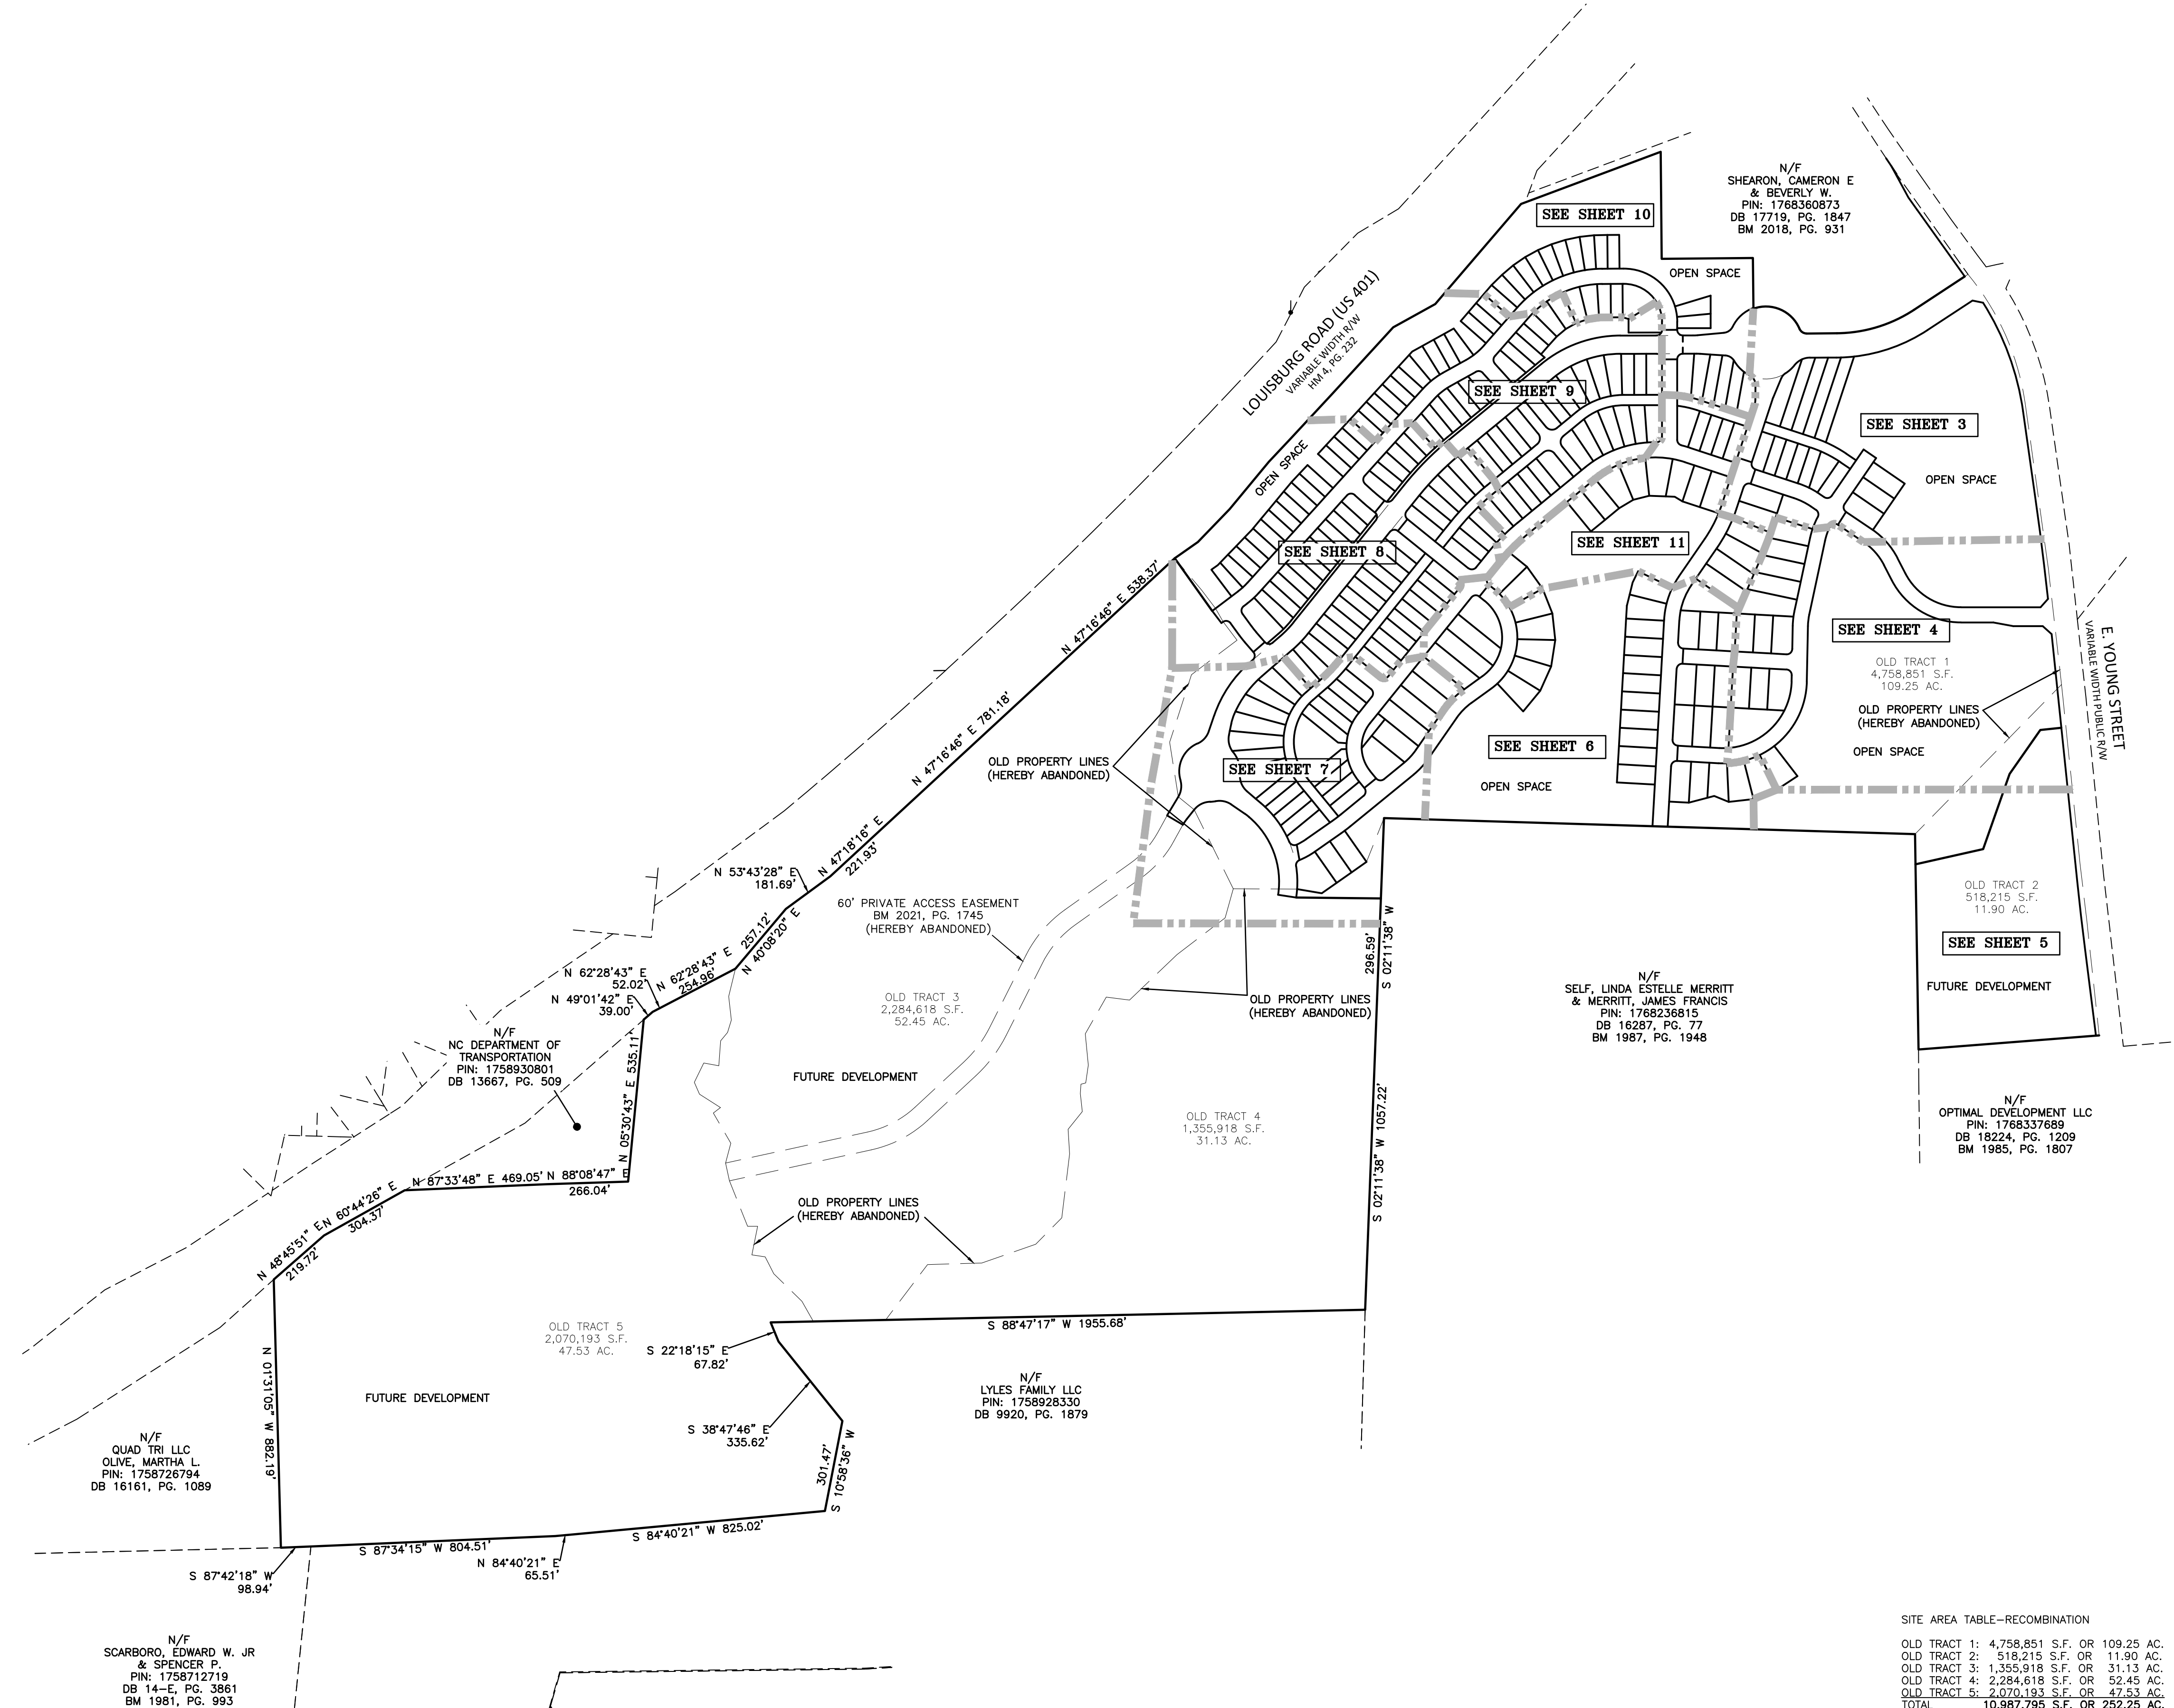 N/F
SHEARON, CAMERON E
& BEVERLY W.
PIN: 1768360873
DB 17719, PG. 1847
BM 2018, PG. 931
SEE SHEET 10
OPEN SPACE
LOUISBURG ROAD (US 401)
VARIABLE WIDTH R/W
HM 4, PG. 232
SEE SHEET 9
SEE SHEET 3
OPEN SPACE
OPEN SPACE
SEE SHEET 8
SEE SHEET 11
N 47°16'46" E 538.37'
SEE SHEET 4
OLD TRACT 1
4,758,851 S.F.
109.25 AC.
E. YOUNG STREET
VARIABLE WIDTH PUBLIC R/W
OLD PROPERTY LINES
(HEREBY ABANDONED)
OPEN SPACE
N 47°16'46" E 781.18'
OLD PROPERTY LINES
(HEREBY ABANDONED)
SEE SHEET 7
SEE SHEET 6
OPEN SPACE
N 47°18'16" E
221.93'
N 53°43'28" E
181.69'
60' PRIVATE ACCESS EASEMENT
BM 2021, PG. 1745
(HEREBY ABANDONED)
257.12'
N 40°08'20" E
OLD TRACT 2
518,215 S.F.
11.90 AC.
SEE SHEET 5
FUTURE DEVELOPMENT
296.59'
S 02°11'38" W
N 62°28'43" E
254.96'
N 62°28'43" E
52.02'
N 49°01'42" E
39.00'
OLD TRACT 3
2,284,618 S.F.
52.45 AC.
OLD PROPERTY LINES
(HEREBY ABANDONED)
N/F
SELF, LINDA ESTELLE MERRITT
& MERRITT, JAMES FRANCIS
PIN: 1768236815
DB 16287, PG. 77
BM 1987, PG. 1948
N/F
NC DEPARTMENT OF
TRANSPORTATION
PIN: 1758930801
DB 13667, PG. 509
N 05°30'43" E 535.11'
FUTURE DEVELOPMENT
OLD TRACT 4
1,355,918 S.F.
31.13 AC.
S 02°11'38" W 1057.22'
N/F
OPTIMAL DEVELOPMENT LLC
PIN: 1768337689
DB 18224, PG. 1209
BM 1985, PG. 1807
N 87°33'48" E 469.05'
N 88°08'47" E
266.04'
N 60°44'26" E
304.37'
N 48°45'51" E
219.72'
OLD PROPERTY LINES
(HEREBY ABANDONED)
OLD TRACT 5
2,070,193 S.F.
47.53 AC.
S 22°18'15" E
67.82'
S 88°47'17" W 1955.68'
FUTURE DEVELOPMENT
N/F
LYLES FAMILY LLC
PIN: 1758928330
DB 9920, PG. 1879
N 01°31'05" W 882.19'
S 38°47'46" E
335.62'
301.47'
S 10°58'36" W
N/F
QUAD TRI LLC
OLIVE, MARTHA L.
PIN: 1758726794
DB 16161, PG. 1089
S 87°34'15" W 804.51'
S 84°40'21" W 825.02'
N 84°40'21" E
65.51'
S 87°42'18" W
98.94'
N/F
SCARBORO, EDWARD W. JR
& SPENCER P.
PIN: 1758712719
DB 14-E, PG. 3861
BM 1981, PG. 993
SITE AREA TABLE-RECOMBINATION
OLD TRACT 1: 4,758,851 S.F. OR 109.25 AC.
OLD TRACT 2: 518,215 S.F. OR 11.90 AC.
OLD TRACT 3: 1,355,918 S.F. OR 31.13 AC.
OLD TRACT 4: 2,284,618 S.F. OR 52.45 AC.
OLD TRACT 5: 2,070,193 S.F. OR 47.53 AC.
TOTAL 10,987,795 S.F. OR 252.25 AC.